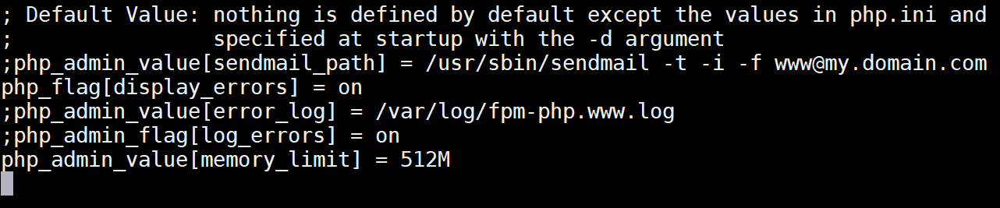 ; Default Value: nothing is defined by default except the values in php.ini and
;                specified at startup with the -d argument
;php_admin_value[sendmail_path] = /usr/sbin/sendmail -t -i -f www@my.domain.com
php_flag[display_errors] = on
;php_admin_value[error_log] = /var/log/fpm-php.www.log
;php_admin_flag[log_errors] = on
php_admin_value[memory_limit] = 512M